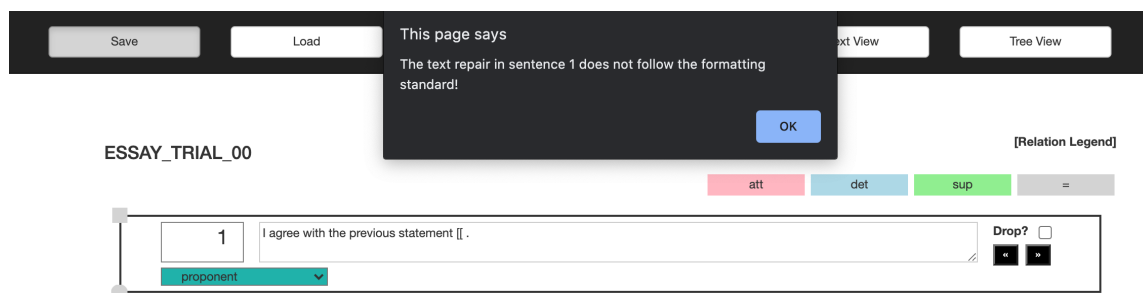 Save
Load
This page says
The text repair in sentence 1 does not follow the formatting
standard!
OK
ext View
Tree View
ESSAY_TRIAL_00
[Relation Legend]
att
det
sup
=
1
I agree with the previous statement [[ .
Drop?
« »
proponent